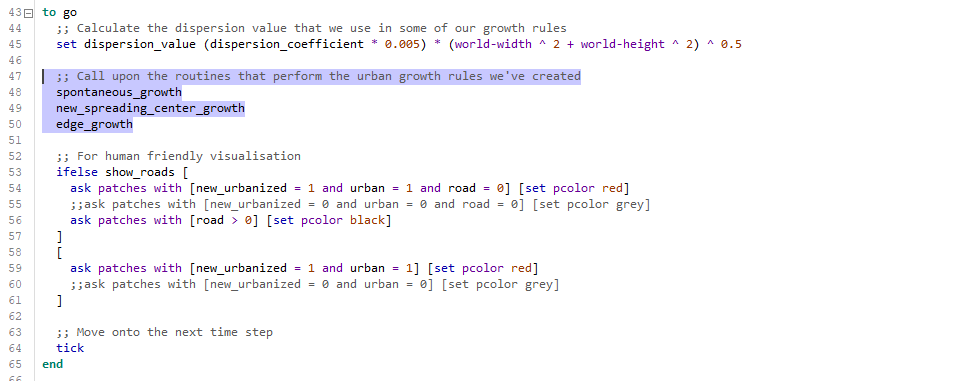 43 to go
44 ;; Calculate the dispersion value that we use in some of our growth rules
45 set dispersion_value (dispersion_coefficient * 0.005) * (world-width ^ 2 + world-height ^ 2) ^ 0.5
46
47 ;; Call upon the routines that perform the urban growth rules we've created
48 spontaneous_growth
49 new_spreading_center_growth
50 edge_growth
51
52 ;; For human friendly visualisation
53 ifelse show_roads [
54 ask patches with [new_urbanized = 1 and urban = 1 and road = 0] [set pcolor red]
55 ;;ask patches with [new_urbanized = 0 and urban = 0 and road = 0] [set pcolor grey]
56 ask patches with [road > 0] [set pcolor black]
57 ]
58 [
59 ask patches with [new_urbanized = 1 and urban = 1] [set pcolor red]
60 ;;ask patches with [new_urbanized = 0 and urban = 0] [set pcolor grey]
61 ]
62
63 ;; Move onto the next time step
64 tick
65 end
66